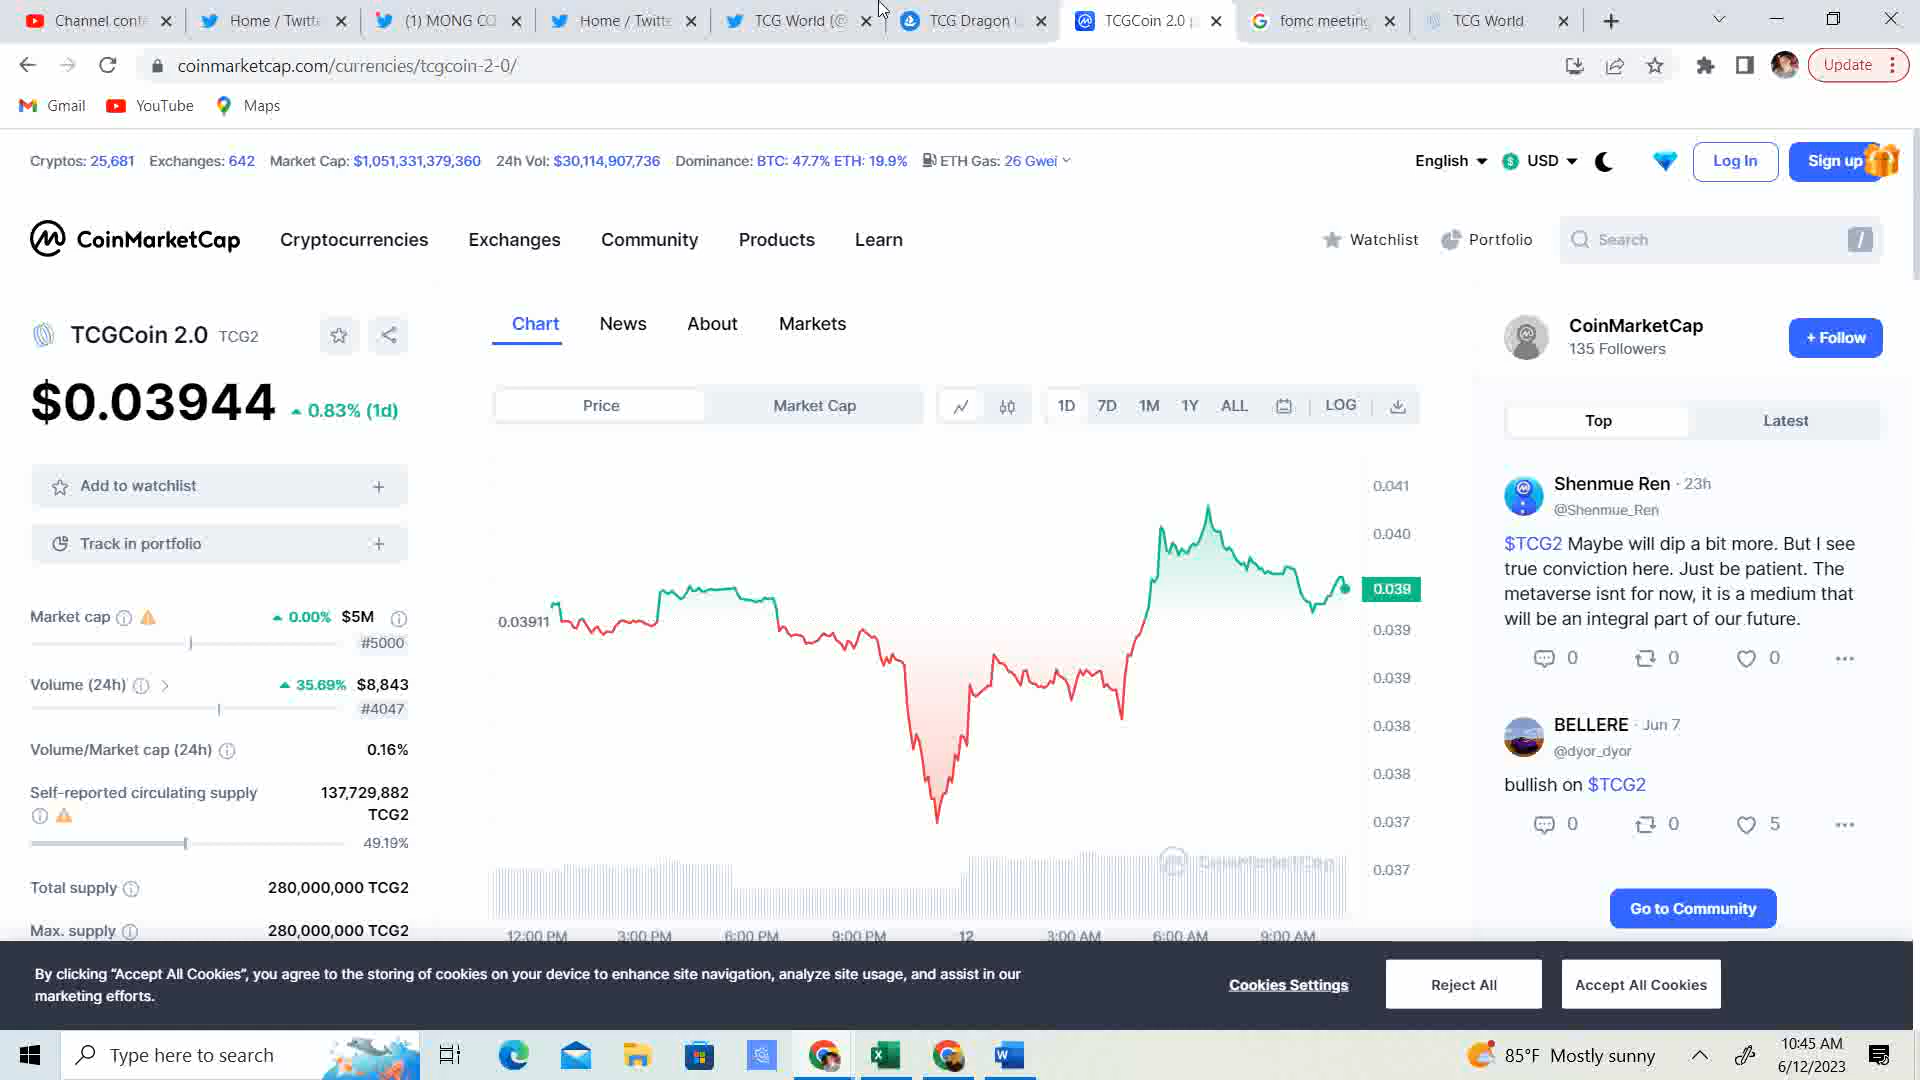 Channel cont
Home / Twitte
(1) MONG CO
Home / Twitte
TCG World (@
TCG Dragon
TCGCoin 2.0 p
fomc meeting
TCG World
coinmarketcap.com/currencies/tcgcoin-2-0/
Update
Gmail YouTube Maps
Cryptos: 25,681 Exchanges: 642 Market Cap: $1,051,331,379,360 24h Vol: $30,114,907,736 Dominance: BTC: 47.7% ETH: 19.9% ETH Gas: 26 Gwei
English USD Log In Sign up
CoinMarketCap Cryptocurrencies Exchanges Community Products Learn
Watchlist Portfolio Search /
TCGCoin 2.0 TCG2
$0.03944 0.83% (1d)
Add to watchlist +
Track in portfolio +
Market cap 0.00% $5M
#5000
Volume (24h) 35.69% $8,843
#4047
Volume/Market cap (24h) 0.16%
Self-reported circulating supply 137,729,882
TCG2
49.19%
Total supply 280,000,000 TCG2
Max. supply 280,000,000 TCG2
Chart News About Markets
Price Market Cap
1D 7D 1M 1Y ALL LOG
0.03911
0.041
0.040
0.039
0.039
0.039
0.038
0.038
0.037
0.037
CoinMarketCap
12:00 PM 3:00 PM 6:00 PM 9:00 PM 12 3:00 AM 6:00 AM 9:00 AM
CoinMarketCap
135 Followers
+ Follow
Top Latest
Shenmue Ren · 23h
@Shenmue_Ren
$TCG2 Maybe will dip a bit more. But I see
true conviction here. Just be patient. The
metaverse isnt for now, it is a medium that
will be an integral part of our future.
0 0 0
BELLERE · Jun 7
@dyor_dyor
bullish on $TCG2
0 0 5
Go to Community
By clicking “Accept All Cookies”, you agree to the storing of cookies on your device to enhance site navigation, analyze site usage, and assist in our
marketing efforts.
Cookies Settings Reject All Accept All Cookies
Type here to search
85°F Mostly sunny
10:45 AM
6/12/2023